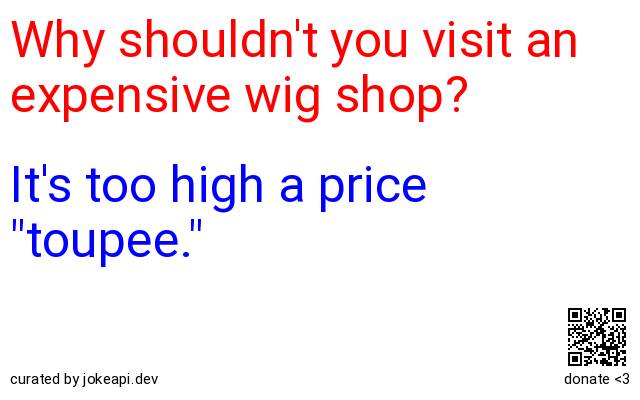 Why shouldn't you visit an
expensive wig shop?
It's too high a price
"toupee."
curated by jokeapi.dev
donate <3